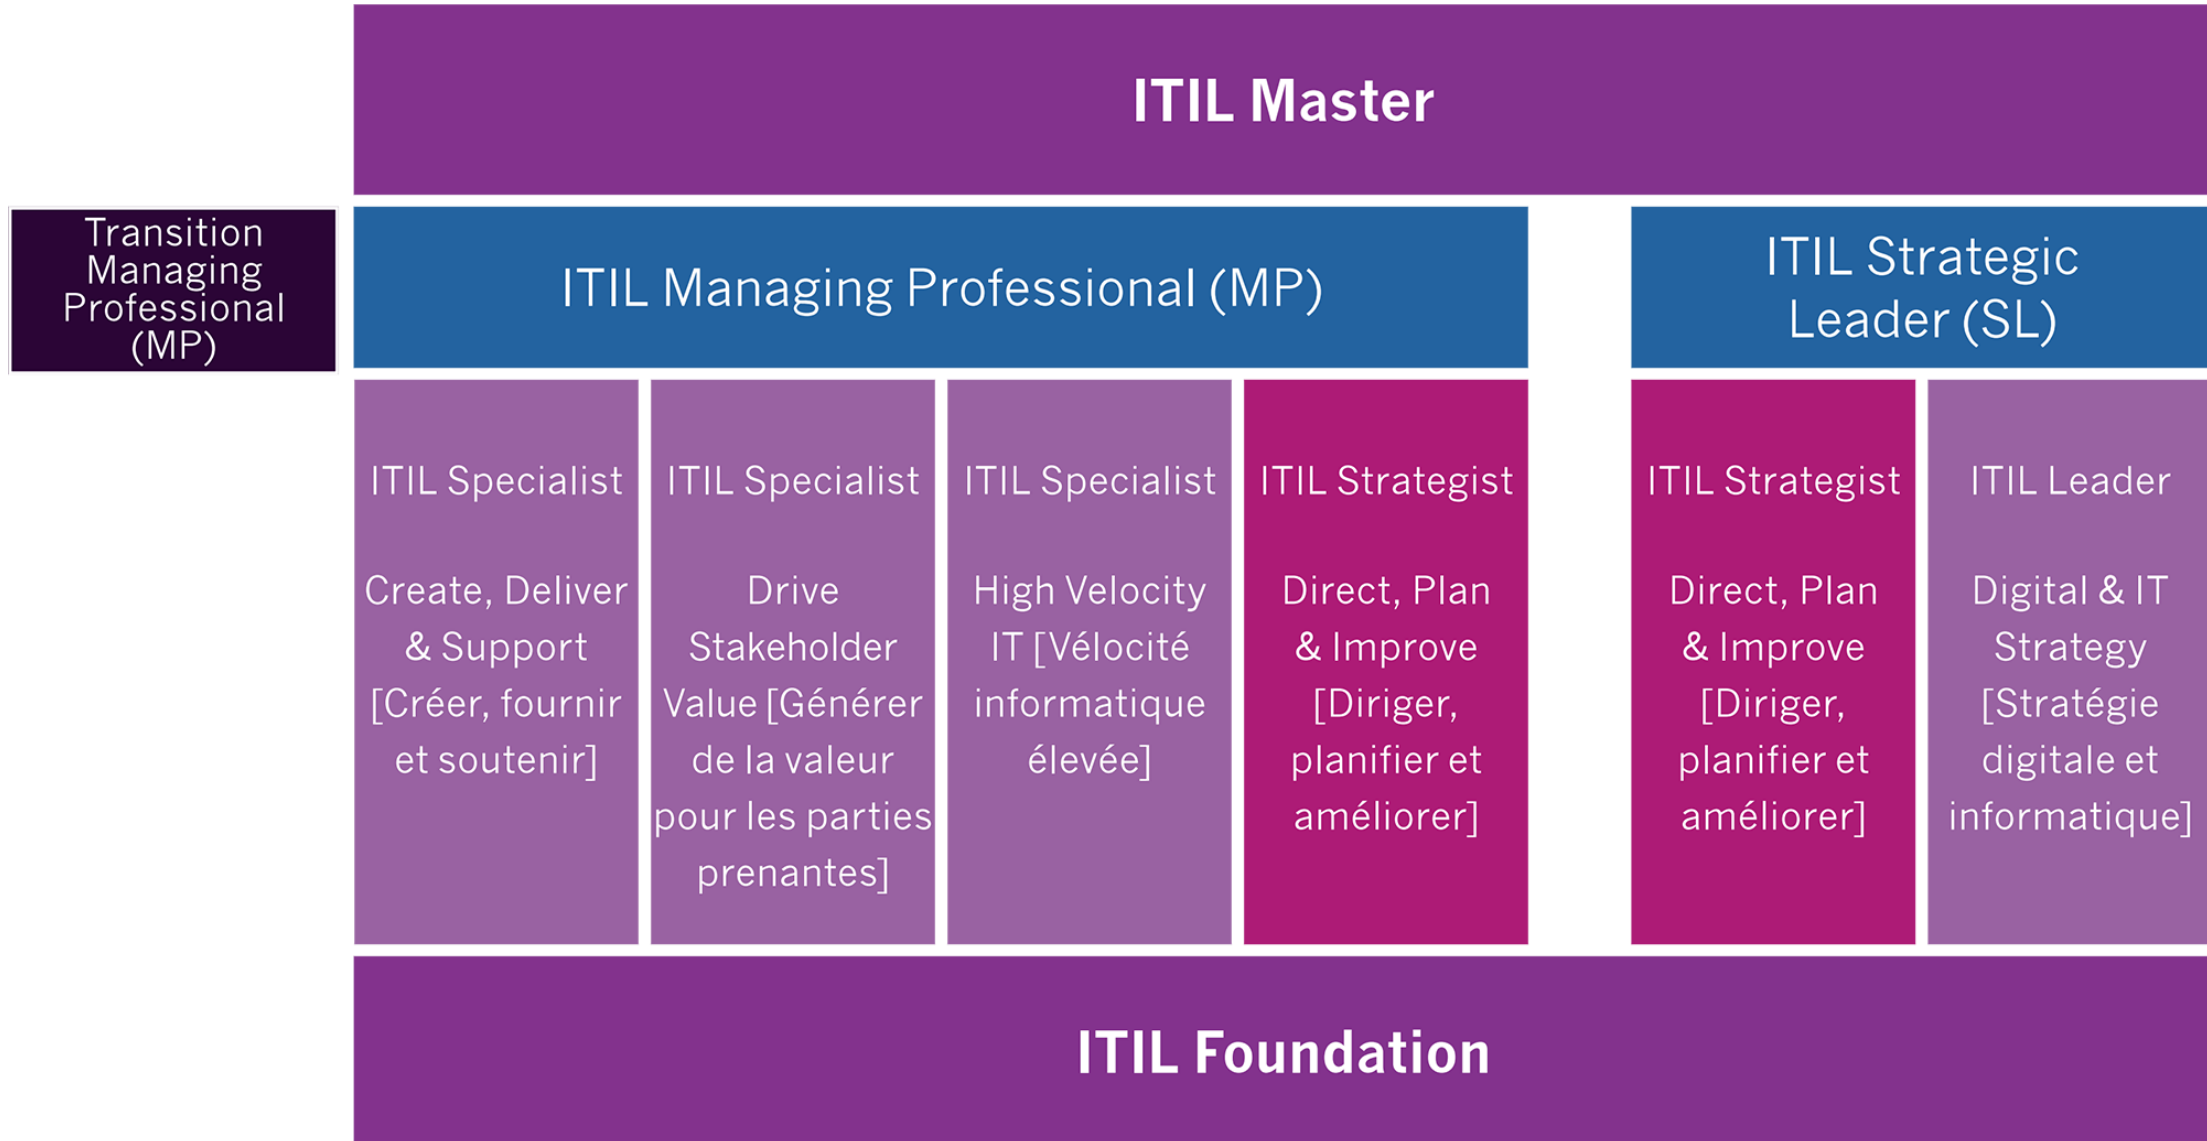 ITIL Master
Transition
Managing
Professional
(MP)
ITIL Managing Professional (MP)
ITIL Strategic
Leader (SL)
ITIL Specialist
Create, Deliver
& Support
[Créer, fournir
et soutenir]
ITIL Specialist
Drive
Stakeholder
Value [Générer
de la valeur
pour les parties
prenantes]
ITIL Specialist
High Velocity
IT [Vélocité
informatique
élevée]
ITIL Strategist
Direct, Plan
& Improve
[Diriger,
planifier et
améliorer]
ITIL Strategist
Direct, Plan
& Improve
[Diriger,
planifier et
améliorer]
ITIL Leader
Digital & IT
Strategy
[Stratégie
digitale et
informatique]
ITIL Foundation